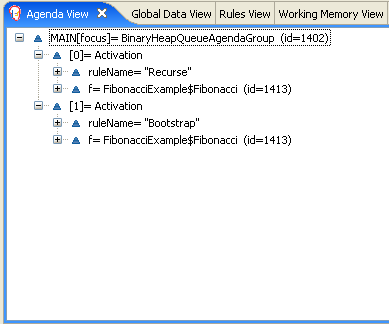 Agenda View Global Data View Rules View Working Memory View
MAIN[focus]= BinaryHeapQueueAgendaGroup (id=1402)
[0]= Activation
ruleName= "Recurse"
f= FibonacciExample$Fibonacci (id=1413)
[1]= Activation
ruleName= "Bootstrap"
f= FibonacciExample$Fibonacci (id=1413)